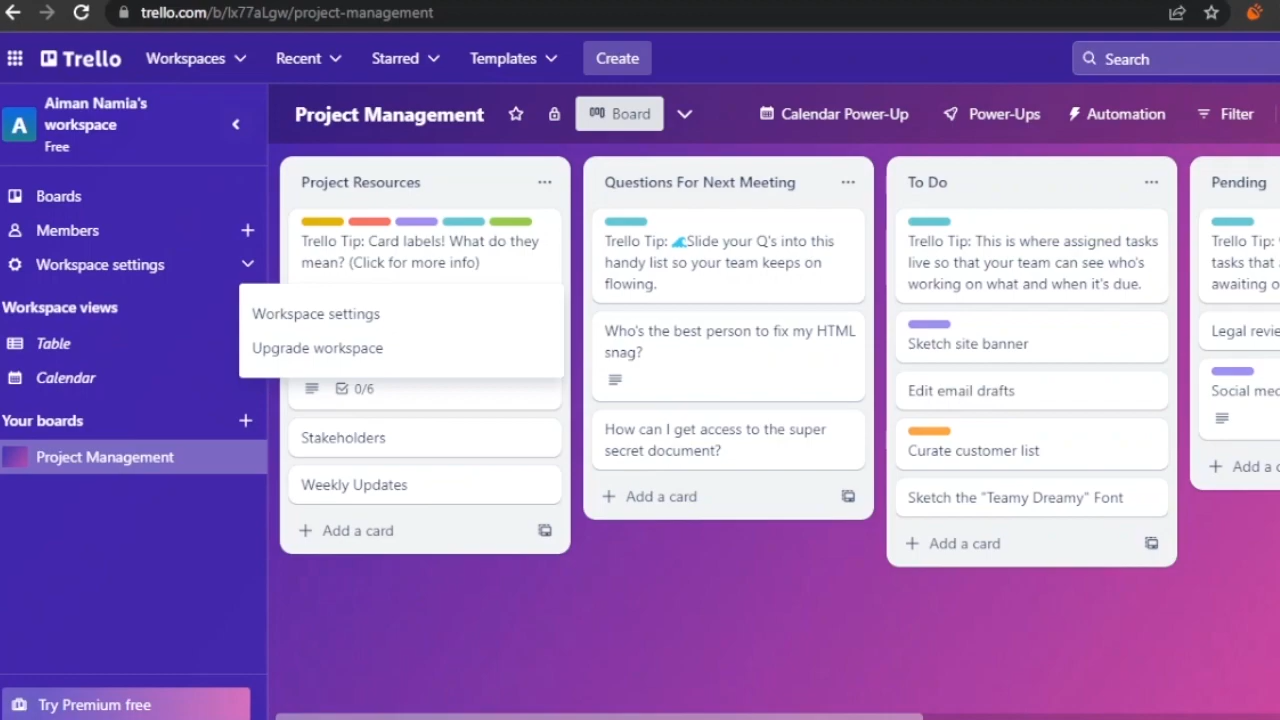 trello.com/b/lx77aLgw/project-management
Trello
Workspaces
Recent
Starred
Templates
Create
Search
A
Aiman Namia's
workspace
Free
Project Management
Board
Calendar Power-Up
Power-Ups
Automation
Filter
Boards
Members
Workspace settings
Workspace views
Table
Calendar
Your boards
Project Management
Try Premium free
Workspace settings
Upgrade workspace
Project Resources
Trello Tip: Card labels! What do they
mean? (Click for more info)
0/6
Stakeholders
Weekly Updates
Add a card
Questions For Next Meeting
Trello Tip: 🌊Slide your Q's into this
handy list so your team keeps on
flowing.
Who's the best person to fix my HTML
snag?
How can I get access to the super
secret document?
Add a card
To Do
Trello Tip: This is where assigned tasks
live so that your team can see who's
working on what and when it's due.
Sketch site banner
Edit email drafts
Curate customer list
Sketch the "Teamy Dreamy" Font
Add a card
Pending
Trello Tip:
tasks that
awaiting
Legal
Social
Add a